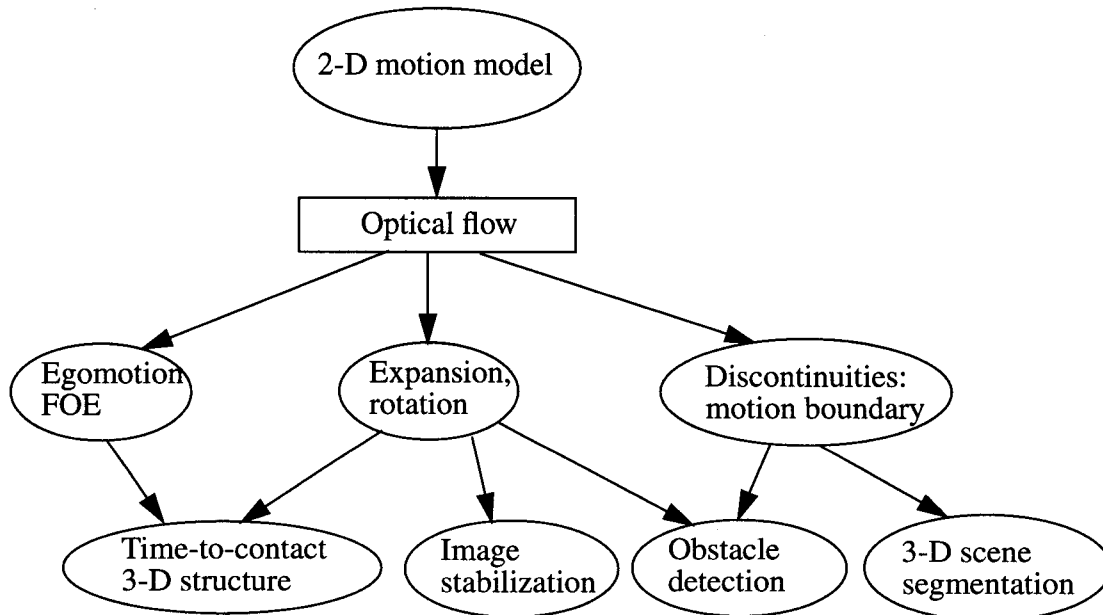 2-D motion model
Optical flow
Egomotion
FOE
Expansion,
rotation
Discontinuities:
motion boundary
Time-to-contact
3-D structure
Image
stabilization
Obstacle
detection
3-D scene
segmentation